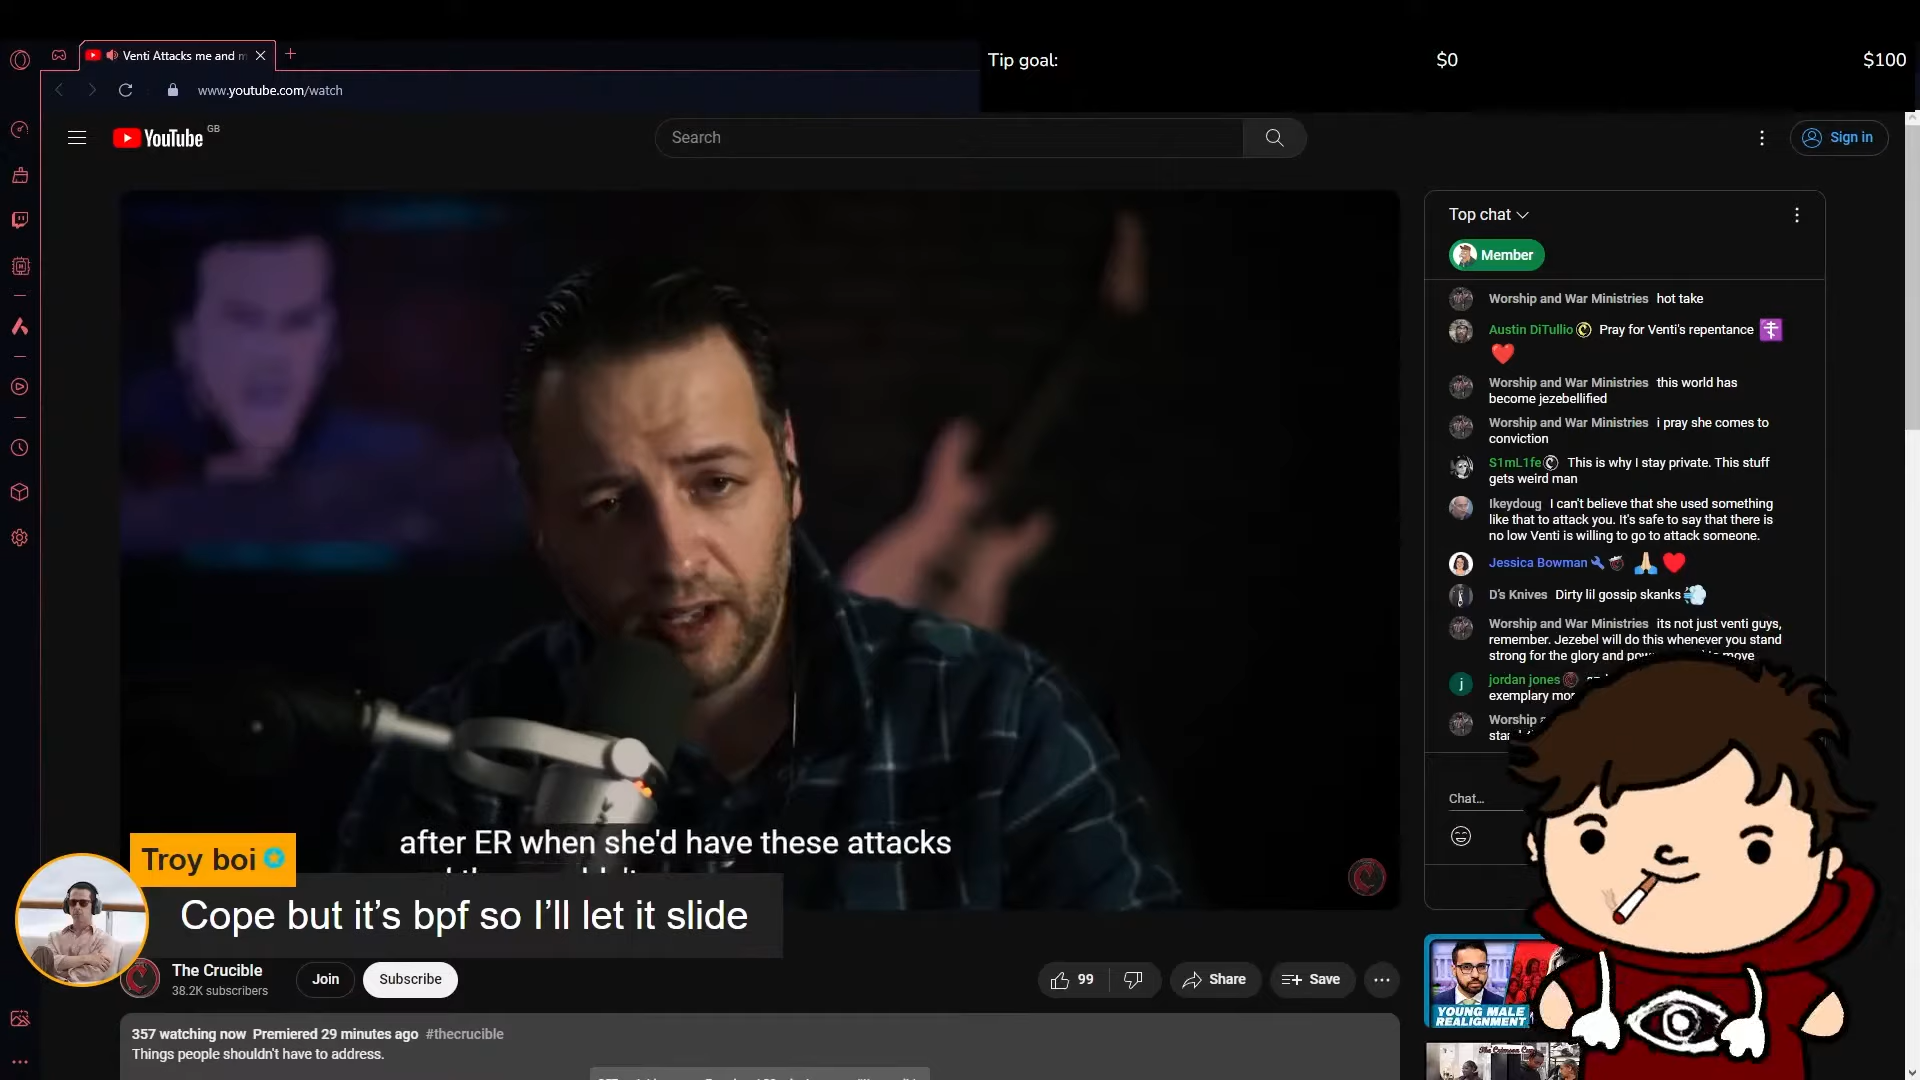 Venti Attacks me and m
Tip goal:
$0
$100
www.youtube.com/watch
YouTube
GB
Search
Sign in
Top chat
Member
Worship and War Ministries hot take
Austin DiTullio Pray for Venti's repentance
Worship and War Ministries this world has
become jezebellified
Worship and War Ministries i pray she comes to
conviction
S1mL1fe This is why I stay private. This stuff
gets weird man
Ikeydoug I can't believe that she used something
like that to attack you. It's safe to say that there is
no low Venti is willing to go to attack someone.
Jessica Bowman
D's Knives Dirty lil gossip skanks
Worship and War Ministries its not just venti guys,
remember. Jezebel will do this whenever you stand
strong for the glory and move
j
jordan jones
exemplary
Worship
Chat...
after ER when she'd have these attacks
Troy boi
Cope but it's bpf so I'll let it slide
The Crucible
38.2K subscribers
Join
Subscribe
99
Share
Save
YOUNG MALE
REALIGNMENT
357 watching now Premiered 29 minutes ago #thecrucible
Things people shouldn't have to address.